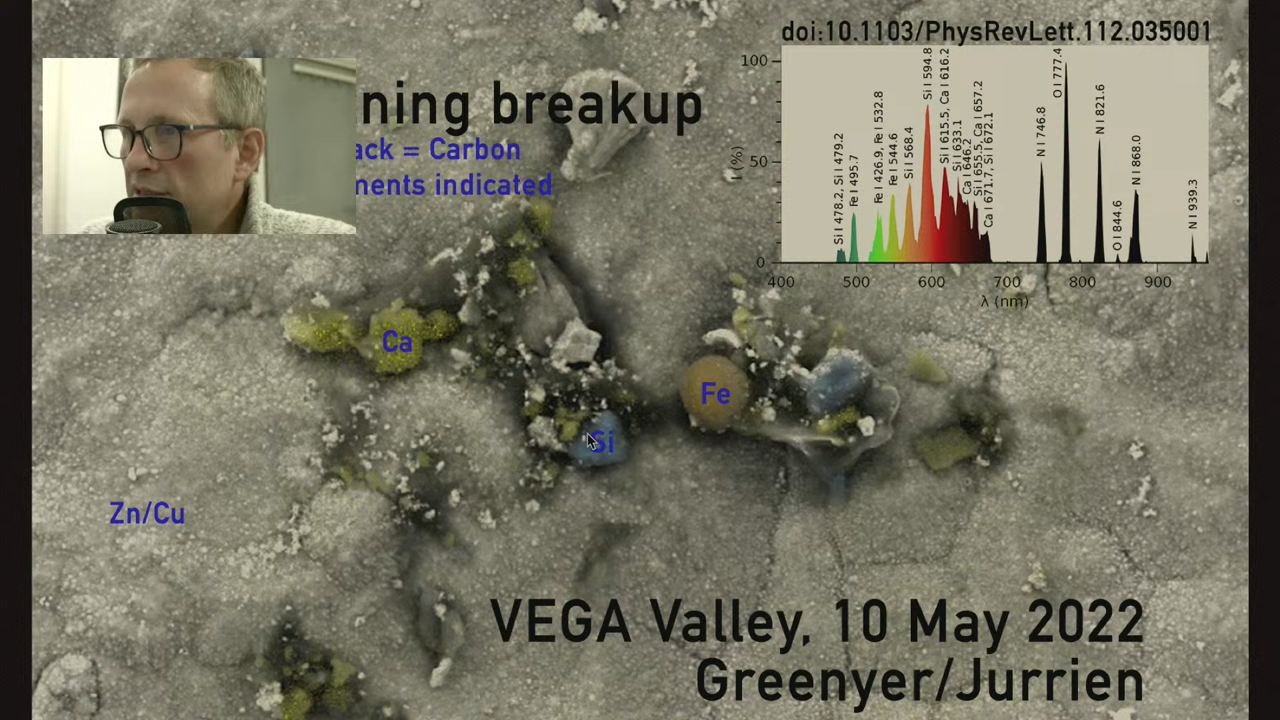 doi:10.1103/PhysRevLett.112.035001
ning breakup
ack = Carbon
ments indicated
100
50
0
I (%)
Si I 478.2, Si I 479.2
Fe I 495.7
Fe I 426.9, Fe I 532.8
Fe I 544.6
Si I 568.4
Si I 594.8
Si I 615.5, Ca I 616.2
Si I 633.1
Ca I 646.2
Si I 655.5, Ca I 657.2
Ca I 671.7, Si I 672.1
N I 746.8
O I 777.4
N I 821.6
O I 844.6
N I 868.0
N I 939.3
400 500 600 700 800 900
λ (nm)
Ca
Fe
Si
Zn/Cu
VEGA Valley, 10 May 2022
Greenyer/Jurrien